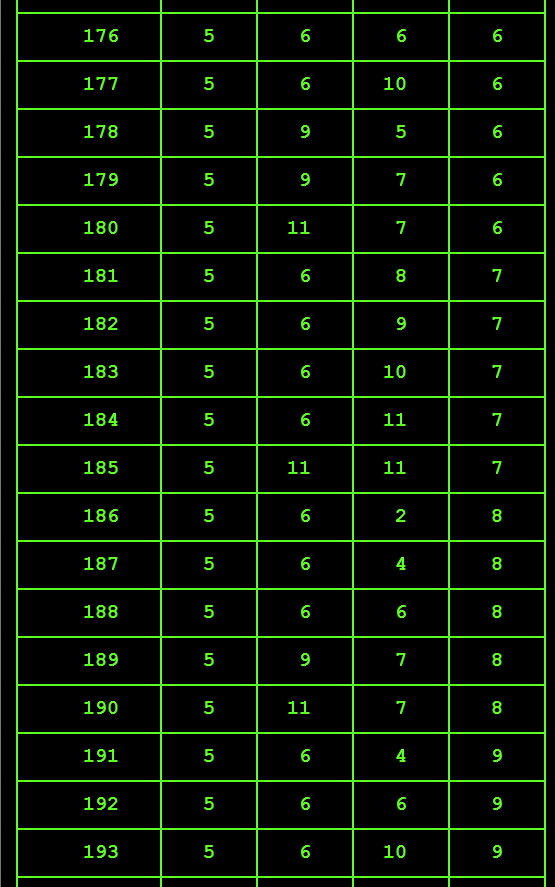 176 5 6 6 6
177 5 6 10 6
178 5 9 5 6
179 5 9 7 6
180 5 11 7 6
181 5 6 8 7
182 5 6 9 7
183 5 6 10 7
184 5 6 11 7
185 5 11 11 7
186 5 6 2 8
187 5 6 4 8
188 5 6 6 8
189 5 9 7 8
190 5 11 7 8
191 5 6 4 9
192 5 6 6 9
193 5 6 10 9